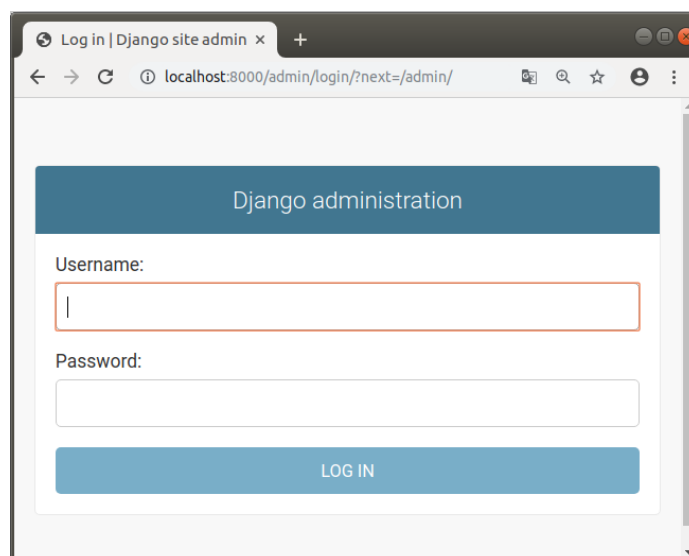 Log in | Django site admin
localhost:8000/admin/login/?next=/admin/
Django administration
Username:
Password:
LOG IN